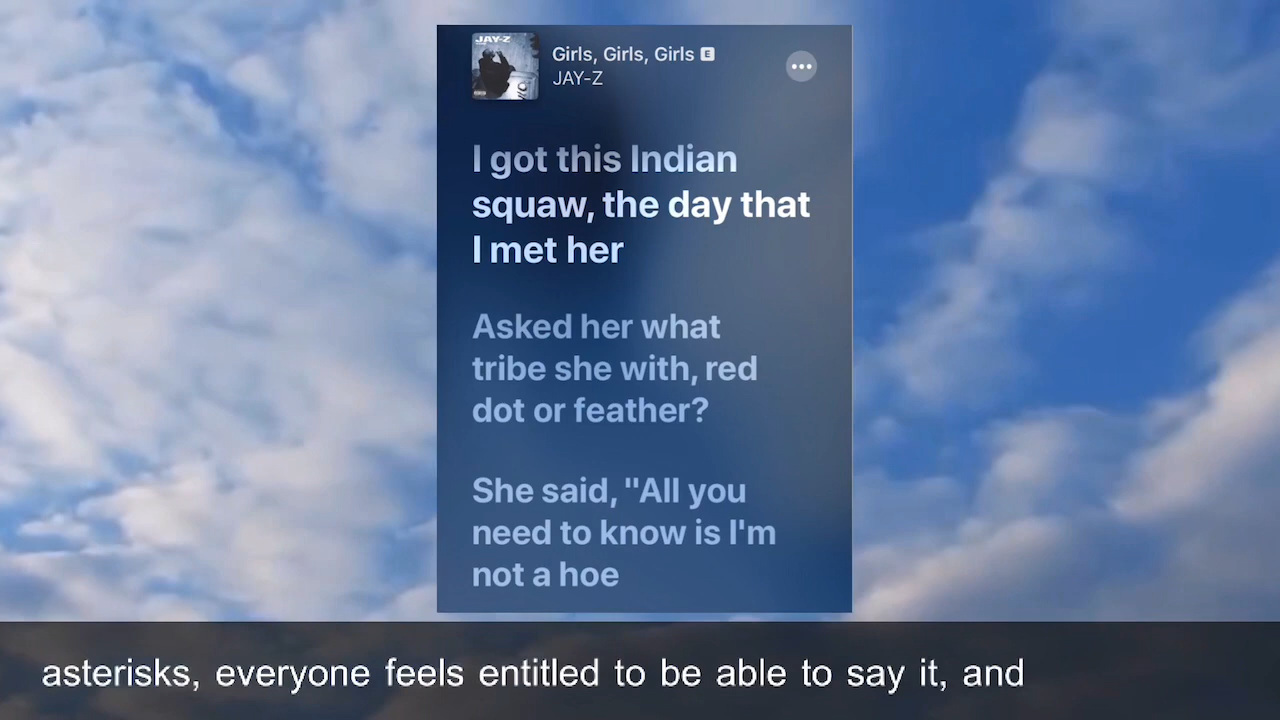 JAY-Z
Girls, Girls, Girls E
JAY-Z
I got this Indian
squaw, the day that
I met her
Asked her what
tribe she with, red
dot or feather?
She said, "All you
need to know is I'm
not a hoe
asterisks, everyone feels entitled to be able to say it, and